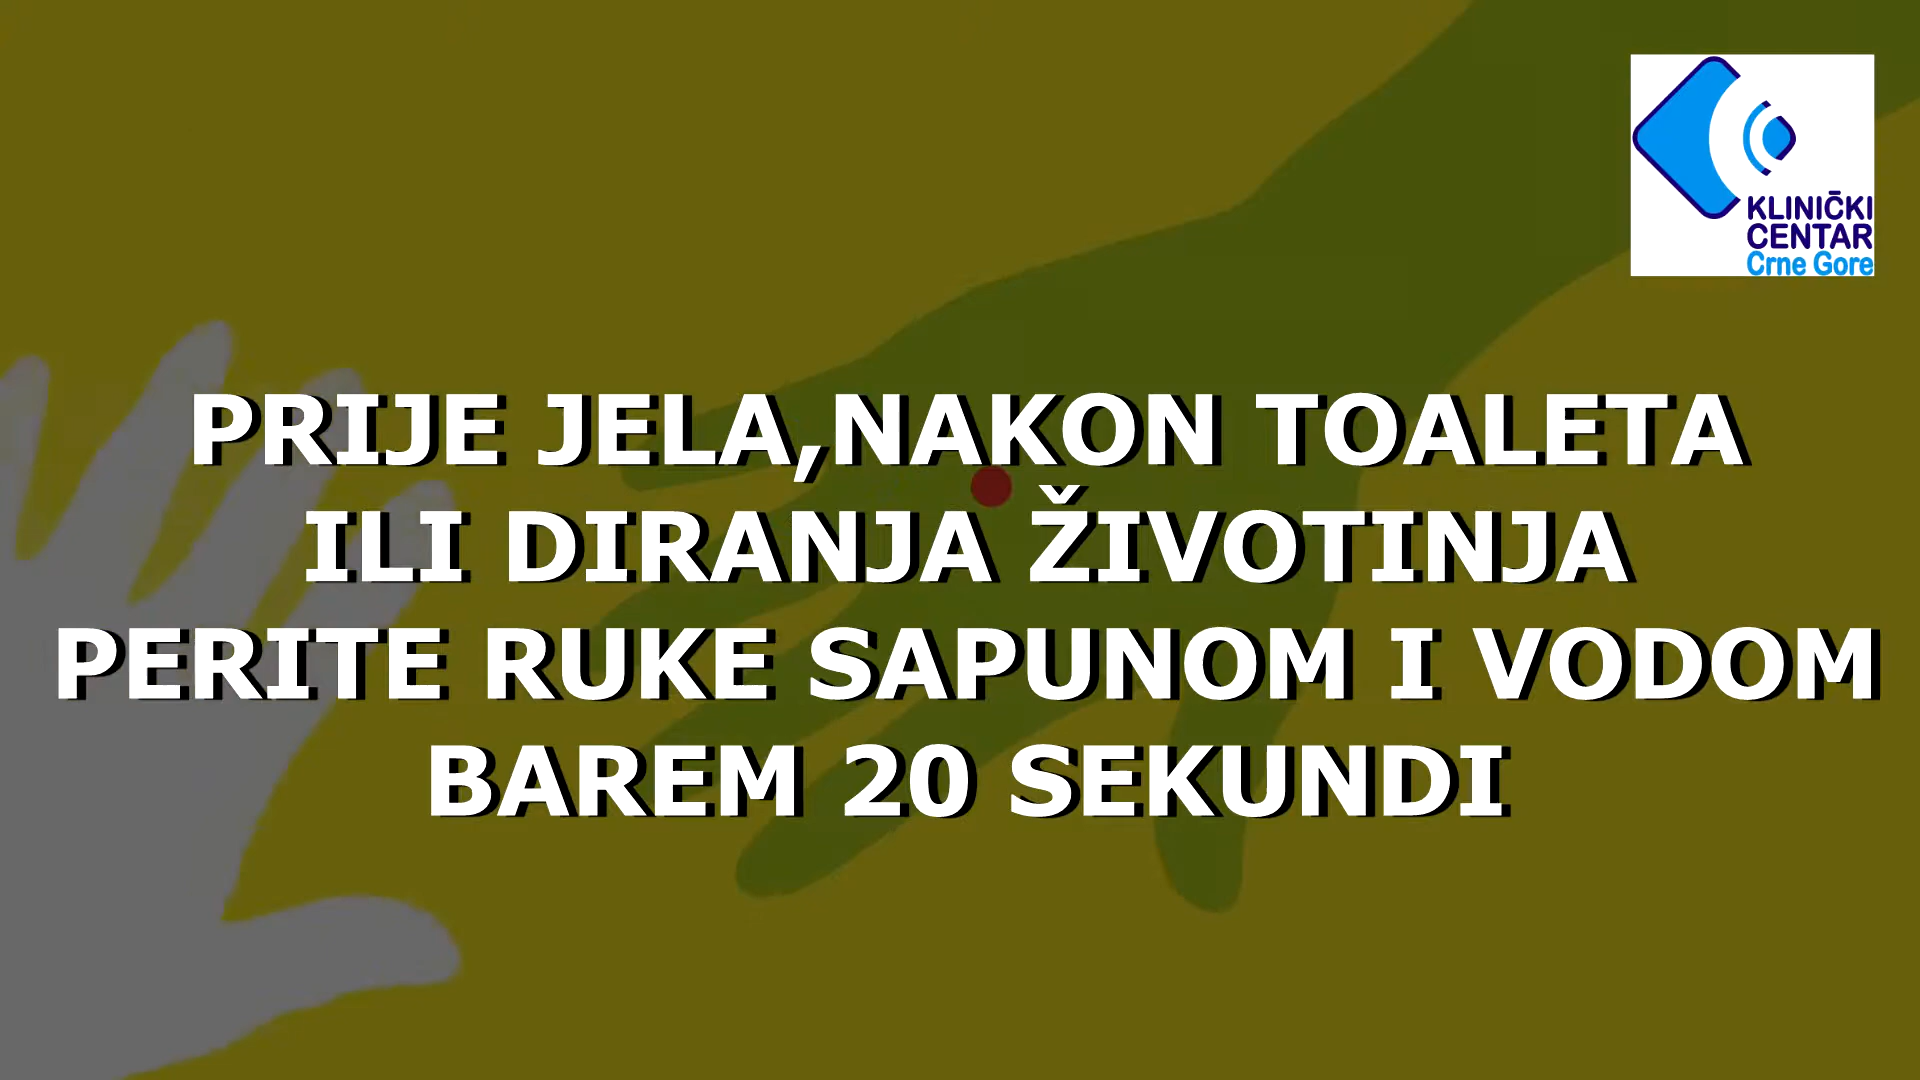 KLINIČKI
CENTAR
Crne Gore
PRIJE JELA,NAKON TOALETA
ILI DIRANJA ŽIVOTINJA
PERITE RUKE SAPUNOM I VODOM
BAREM 20 SEKUNDI